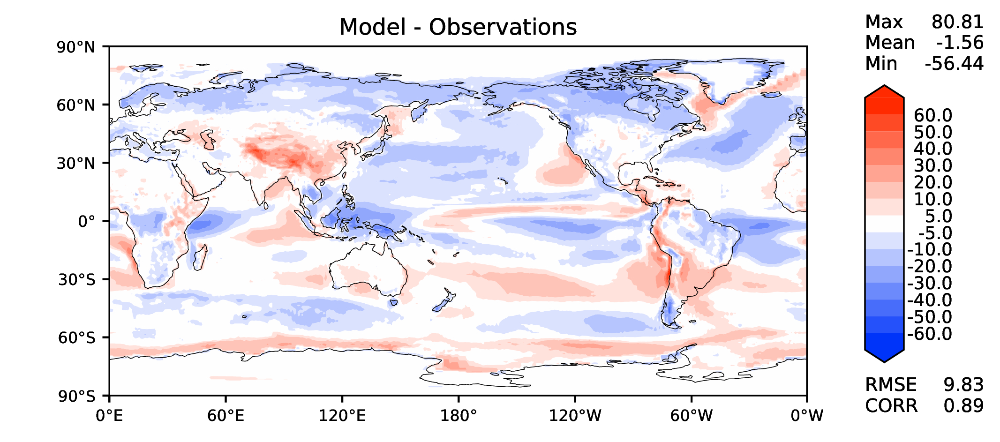 Model - Observations
Max 80.81
Mean -1.56
Min -56.44
90°N
60°N
30°N
0°
30°S
60°S
90°S
0°E 60°E 120°E 180° 120°W 60°W 0°W
60.0
50.0
40.0
30.0
20.0
10.0
5.0
-5.0
-10.0
-20.0
-30.0
-40.0
-50.0
-60.0
RMSE 9.83
CORR 0.89